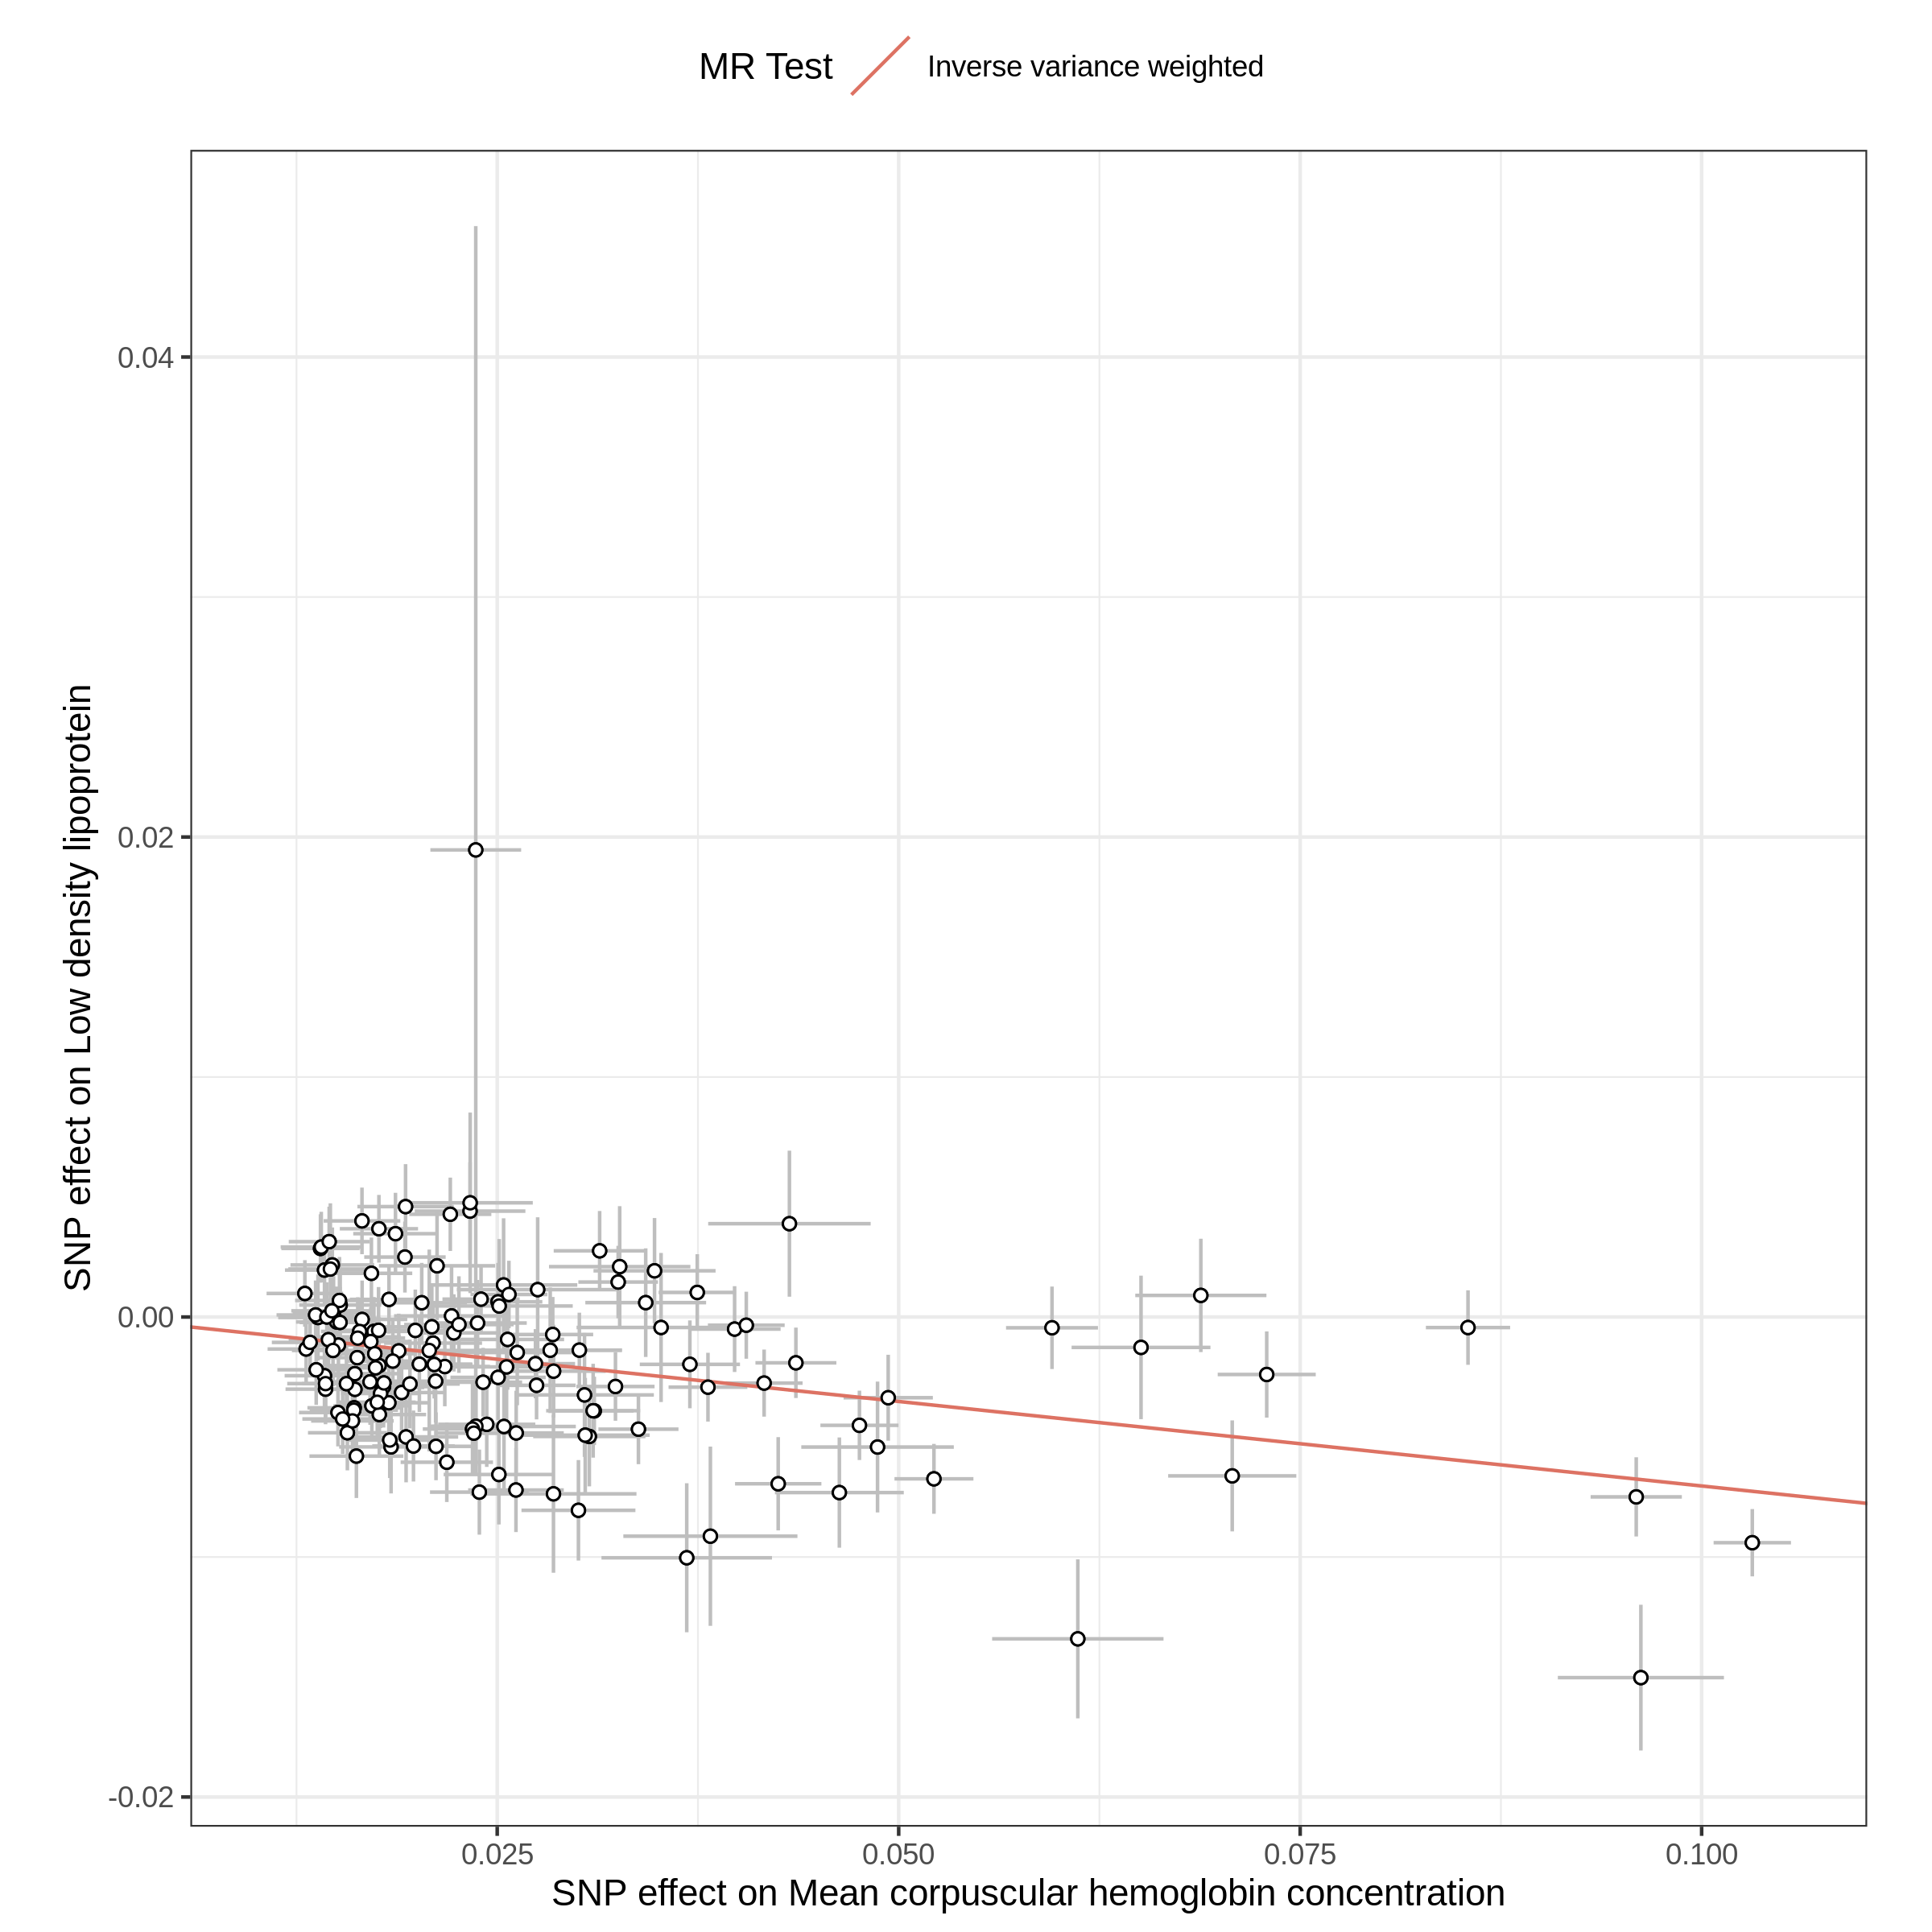 MR Test
Inverse variance weighted
SNP effect on Low density lipoprotein
0.04
0.02
0.00
-0.02
0.025
0.050
0.075
0.100
SNP effect on Mean corpuscular hemoglobin concentration